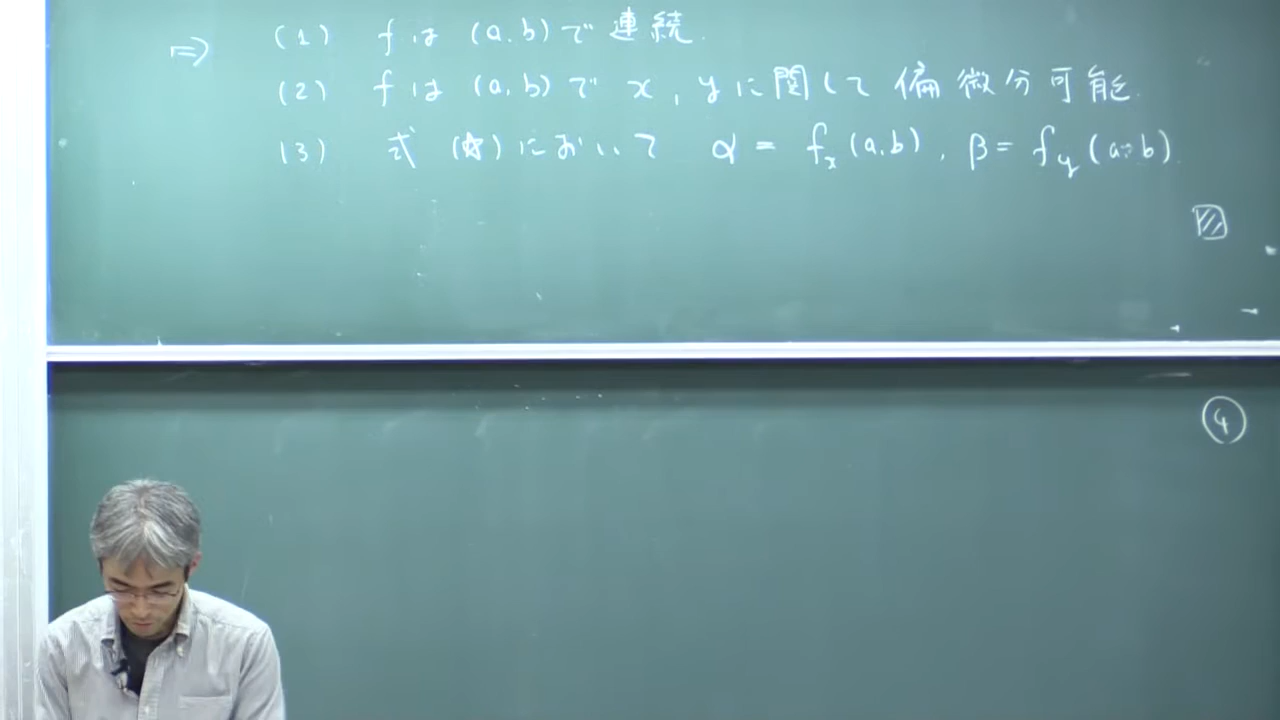 ⇒ (1) f は (a,b) で 連続.
(2) f は (a,b) で x, y に関して 偏微分可能.
(3) 式 (☆) において α = f_x(a,b), β = f_y(a,b).
④